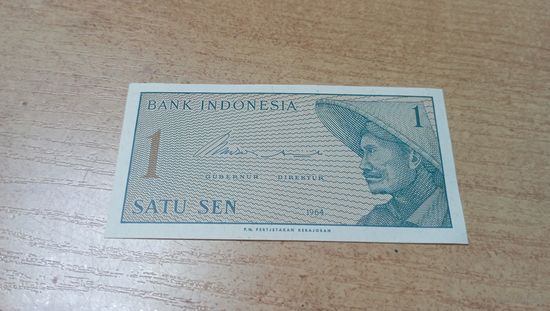 BANK INDONESIA
1
1
GUBERNUR DIREKTUR
SATU SEN
1964
P.N. PERTJETAKAN KEBAJORAN